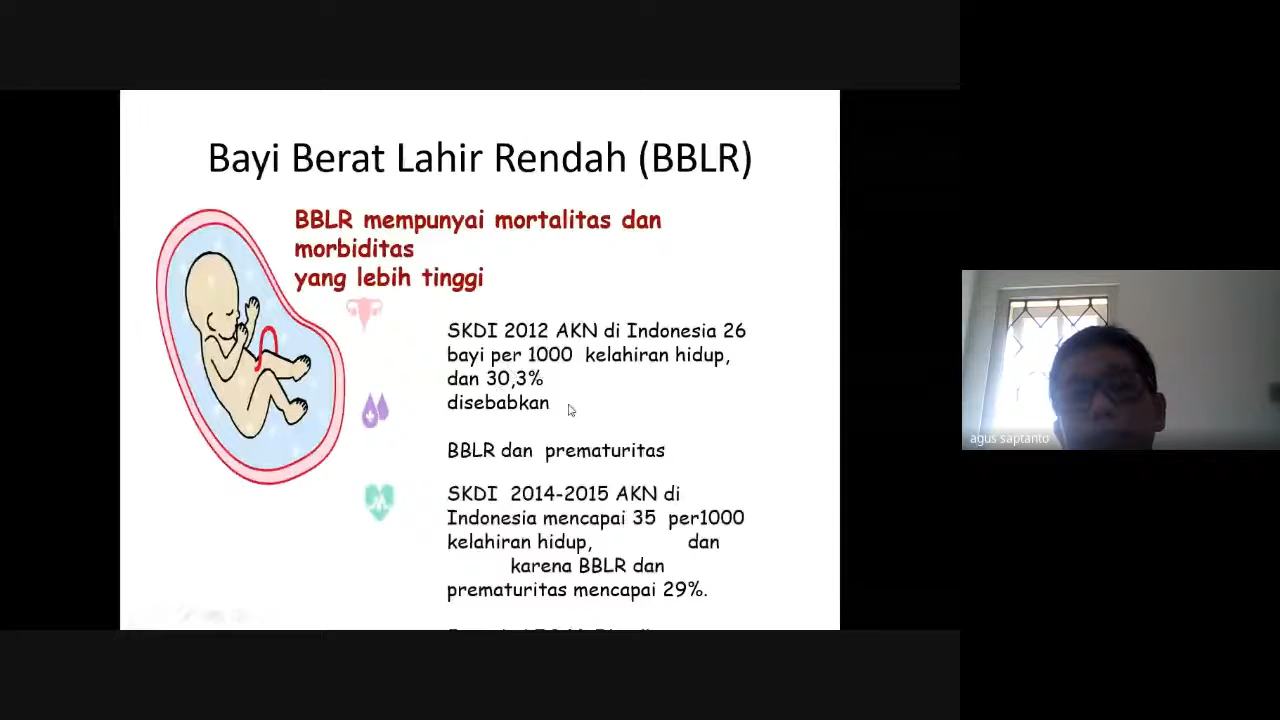 Bayi Berat Lahir Rendah (BBLR)
BBLR mempunyai mortalitas dan
morbiditas
yang lebih tinggi
SKDI 2012 AKN di Indonesia 26
bayi per 1000 kelahiran hidup,
dan 30,3%
disebabkan
BBLR dan prematuritas
SKDI 2014-2015 AKN di
Indonesia mencapai 35 per1000
kelahiran hidup, dan
karena BBLR dan
prematuritas mencapai 29%.
agus saptanto